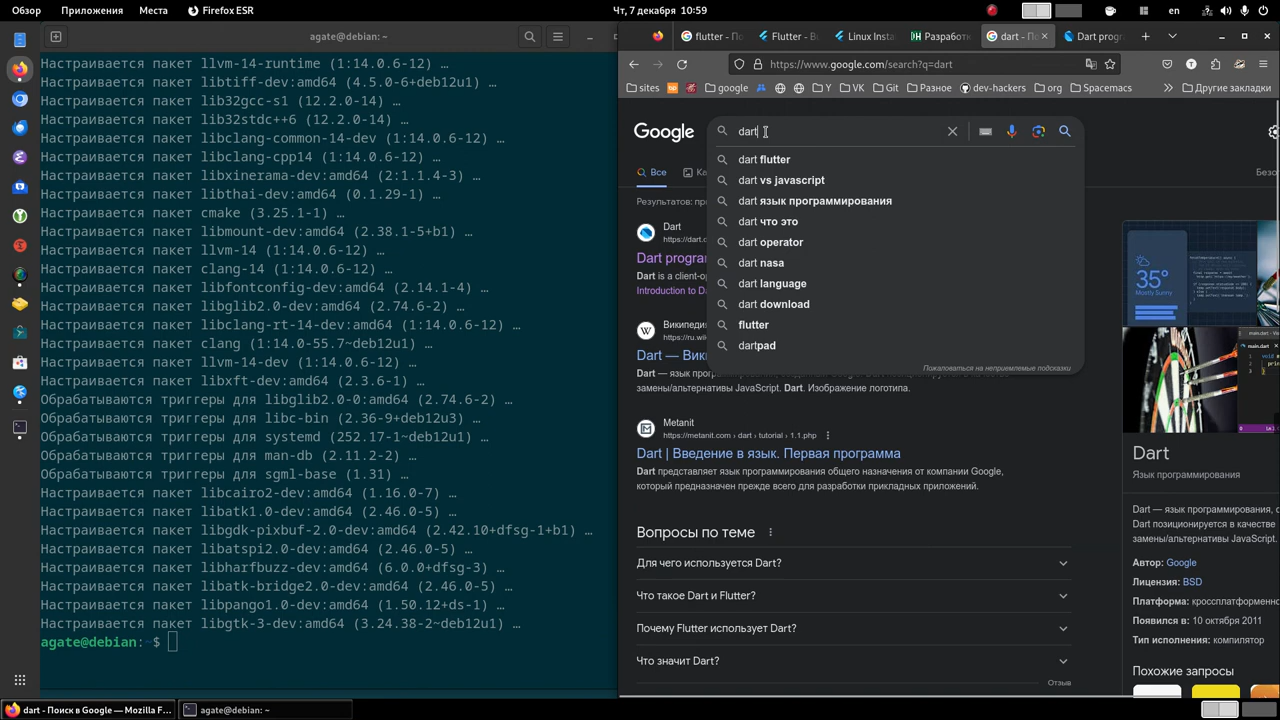 Обзор Приложения Места Firefox ESR Чт, 7 декабря 10:59 en
agate@debian: ~
Настраивается пакет llvm-14-runtime (1:14.0.6-12) …
Настраивается пакет libtiff-dev:amd64 (4.5.0-6+deb12u1) …
Настраивается пакет lib32gcc-s1 (12.2.0-14) …
Настраивается пакет lib32stdc++6 (12.2.0-14) …
Настраивается пакет libclang-common-14-dev (1:14.0.6-12) …
Настраивается пакет libclang-cpp14 (1:14.0.6-12) …
Настраивается пакет libxinerama-dev (2:1.1.4-3) …
Настраивается пакет libthai-dev:amd64 (0.1.29-1) …
Настраивается пакет cmake (3.25.1-1) …
Настраивается пакет libmount-dev:amd64 (2.38.1-5+b1) …
Настраивается пакет llvm-14 (1:14.0.6-12) …
Настраивается пакет clang-14 (1:14.0.6-12) …
Настраивается пакет libfontconfig-dev:amd64 (2.14.1-4) …
Настраивается пакет libglib2.0-dev:amd64 (2.74.6-2) …
Настраивается пакет libclang-rt-14-dev:amd64 (1:14.0.6-12) …
Настраивается пакет clang (1:14.0-55.7~deb12u1) …
Настраивается пакет llvm-14-dev (1:14.0.6-12) …
Настраивается пакет libxft-dev:amd64 (2.3.6-1) …
Обрабатываются триггеры для libglib2.0-0:amd64 (2.74.6-2) …
Обрабатываются триггеры для libc-bin (2.36-9+deb12u3) …
Обрабатываются триггеры для systemd (252.17-1~deb12u1) …
Обрабатываются триггеры для man-db (2.11.2-2) …
Обрабатываются триггеры для sgml-base (1.31) …
Настраивается пакет libcairo2-dev:amd64 (1.16.0-7) …
Настраивается пакет libatk1.0-dev:amd64 (2.46.0-5) …
Настраивается пакет libgdk-pixbuf-2.0-dev:amd64 (2.42.10+dfsg-1+b1) …
Настраивается пакет libatspi2.0-dev:amd64 (2.46.0-5) …
Настраивается пакет libharfbuzz-dev:amd64 (6.0.0+dfsg-3) …
Настраивается пакет libatk-bridge2.0-dev:amd64 (2.46.0-5) …
Настраивается пакет libpango1.0-dev:amd64 (1.50.12+ds-1) …
Настраивается пакет libgtk-3-dev:amd64 (3.24.38-2~deb12u1) …
agate@debian:~$
flutter - П Flutter - Bu Linux Insta Разработк dart - По Dart progr
https://www.google.com/search?q=dart
sites google Y VK Git Разное dev-hackers org Spacemacs Другие закладки
Google dart
dart flutter
dart vs javascript
dart язык программирования
dart что это
dart operator
dart nasa
dart language
dart download
flutter
dartpad
Пожаловаться на неприемлемые подсказки
Все Ка Безо
Результатов: пр
Dart
https://dart.c
Dart progra
Dart is a client-op
Introduction to Da
Википедия
https://ru.wik
Dart — Вик
Dart — язык
замены/альтернативы JavaScript. Dart. Изображение логотипа.
Metanit
https://metanit.com › dart › tutorial › 1.1.php
Dart | Введение в язык. Первая программа
Dart представляет язык программирования общего назначения от компании Google,
который предназначен прежде всего для разработки прикладных приложений.
Вопросы по теме
Для чего используется Dart?
Что такое Dart и Flutter?
Почему Flutter использует Dart?
Что значит Dart?
Отзыв
35°
Mostly Sunny
main.dart
void
Dart
Язык программирования
Dart — язык программирования, с
Dart позиционируется в качестве
замены/альтернативы JavaScript.
Автор: Google
Лицензия: BSD
Платформа: кроссплатформенно
Появился в: 10 октября 2011
Тип исполнения: компилятор
Похожие запросы
dart - Поиск в Google — Mozilla F… agate@debian: ~